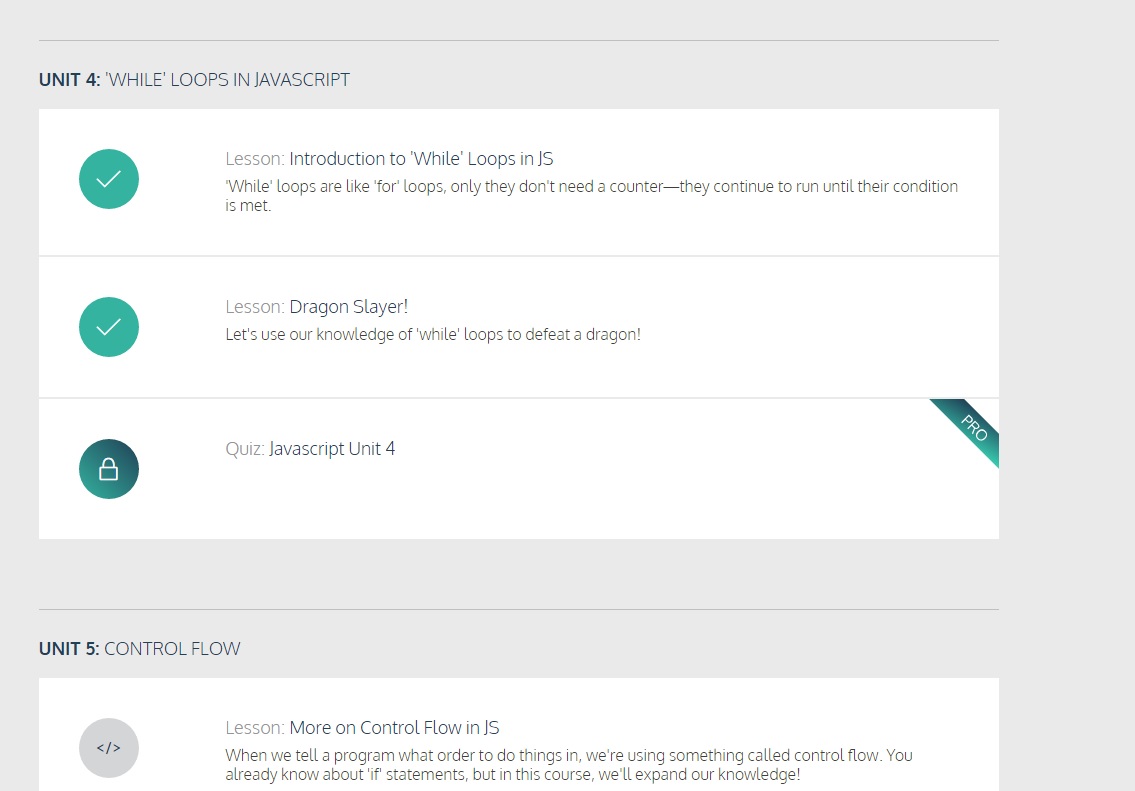 UNIT 4: 'WHILE' LOOPS IN JAVASCRIPT
Lesson: Introduction to 'While' Loops in JS
'While' loops are like 'for' loops, only they don't need a counter—they continue to run until their condition
is met.
Lesson: Dragon Slayer!
Let's use our knowledge of 'while' loops to defeat a dragon!
PRO
Quiz: Javascript Unit 4
UNIT 5: CONTROL FLOW
</>
Lesson: More on Control Flow in JS
When we tell a program what order to do things in, we're using something called control flow. You
already know about 'if' statements, but in this course, we'll expand our knowledge!